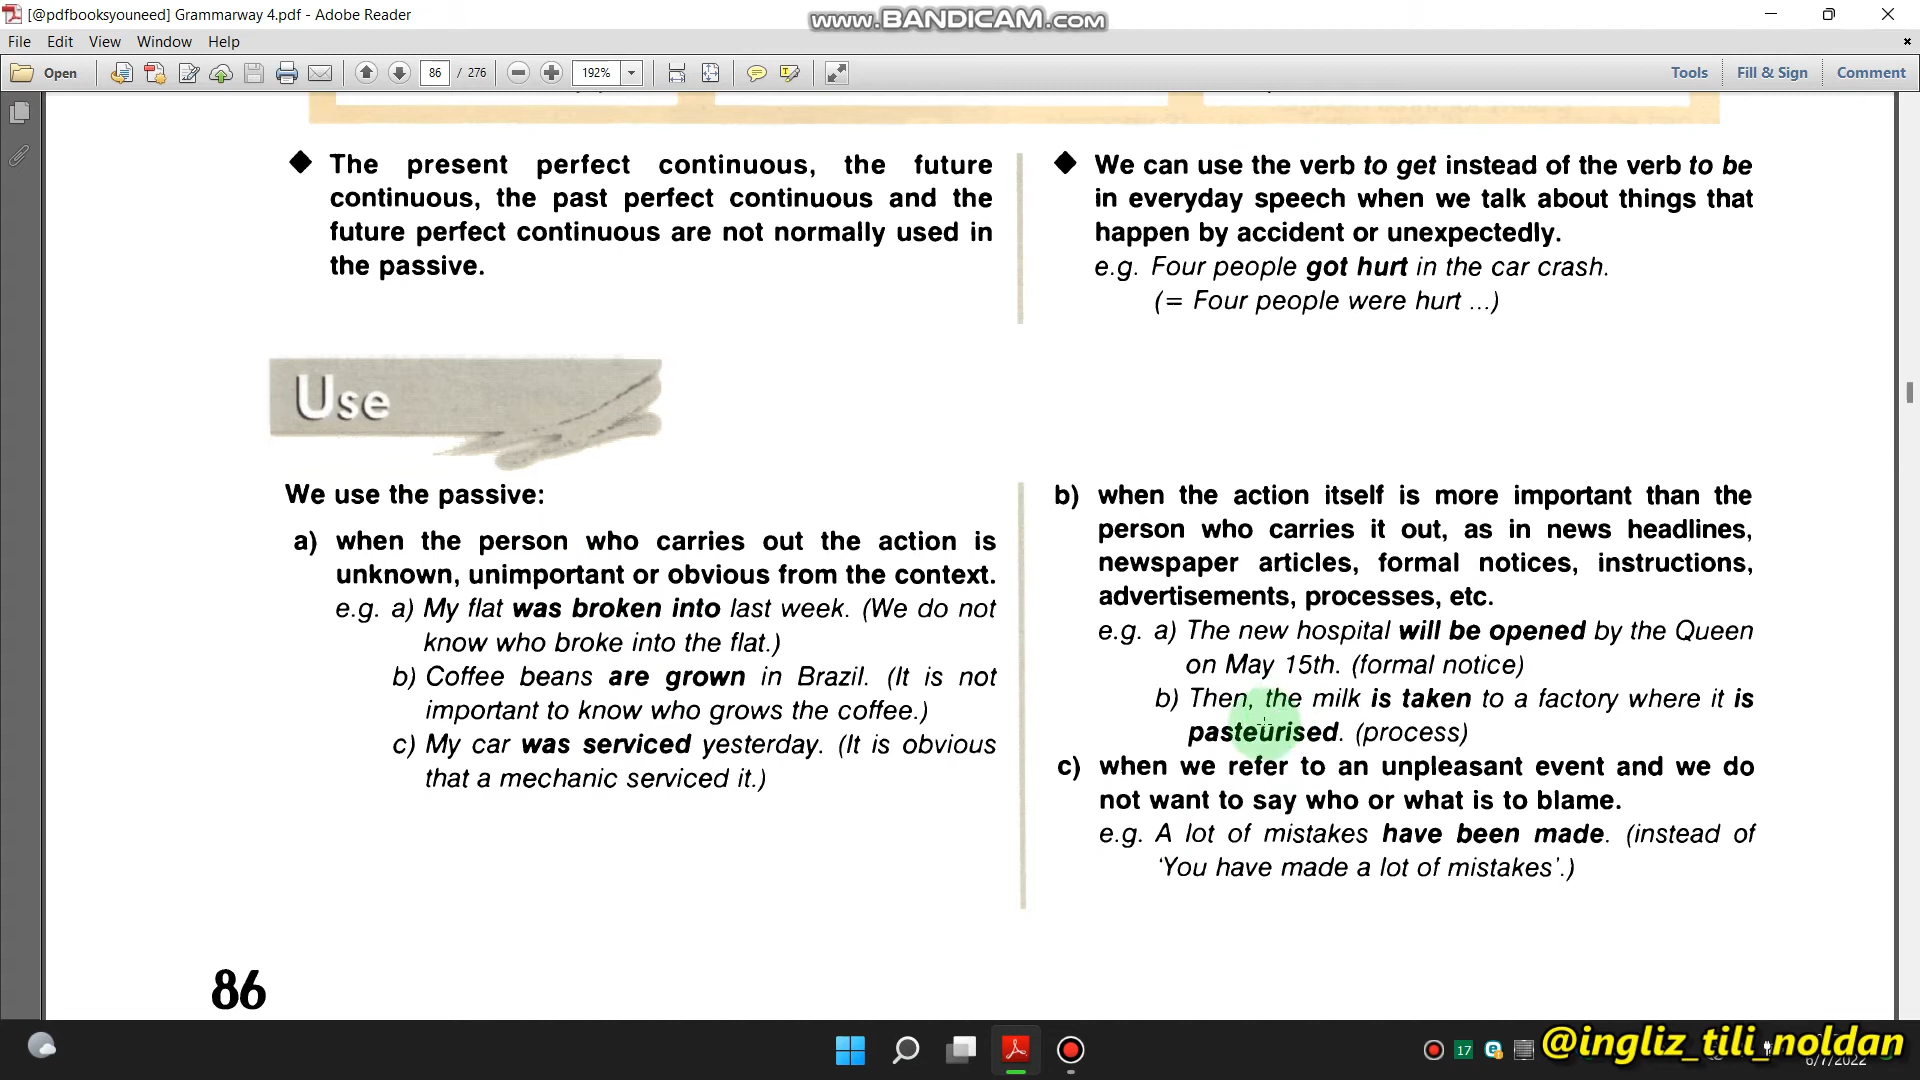 [@pdfbooksyouneed] Grammarway 4.pdf - Adobe Reader
www.BANDICAM.com
File Edit View Window Help
Open
86 / 276
192%
Tools Fill & Sign Comment
◆ The present perfect continuous, the future
continuous, the past perfect continuous and the
future perfect continuous are not normally used in
the passive.
◆ We can use the verb to get instead of the verb to be
in everyday speech when we talk about things that
happen by accident or unexpectedly.
e.g. Four people got hurt in the car crash.
(= Four people were hurt ...)
Use
We use the passive:
a) when the person who carries out the action is
unknown, unimportant or obvious from the context.
e.g. a) My flat was broken into last week. (We do not
know who broke into the flat.)
b) Coffee beans are grown in Brazil. (It is not
important to know who grows the coffee.)
c) My car was serviced yesterday. (It is obvious
that a mechanic serviced it.)
b) when the action itself is more important than the
person who carries it out, as in news headlines,
newspaper articles, formal notices, instructions,
advertisements, processes, etc.
e.g. a) The new hospital will be opened by the Queen
on May 15th. (formal notice)
b) Then, the milk is taken to a factory where it is
pasteurised. (process)
c) when we refer to an unpleasant event and we do
not want to say who or what is to blame.
e.g. A lot of mistakes have been made. (instead of
'You have made a lot of mistakes'.)
86
17
@ingliz_tili_noldan
6/7/2022